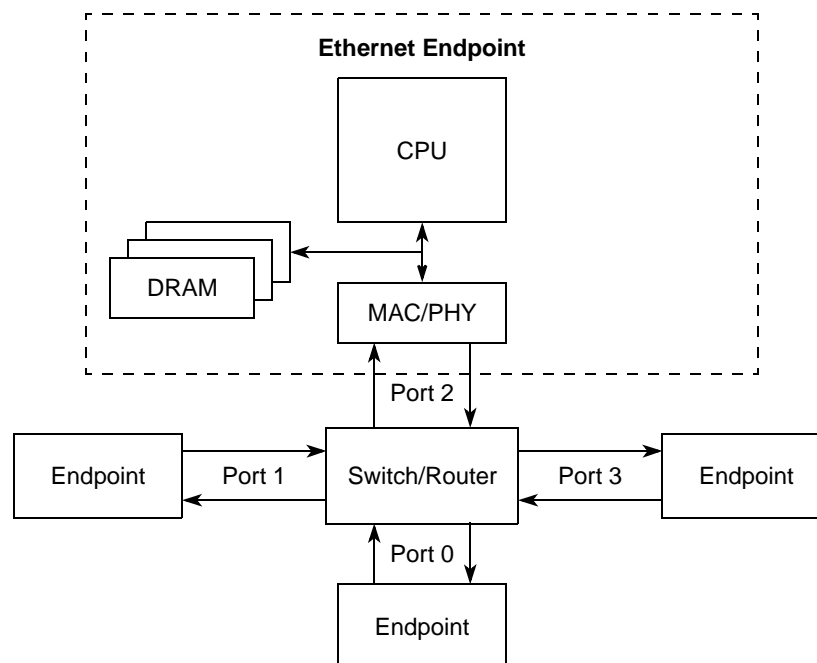 Ethernet Endpoint
CPU
DRAM
MAC/PHY
Port 2
Endpoint
Port 1
Switch/Router
Port 3
Endpoint
Port 0
Endpoint